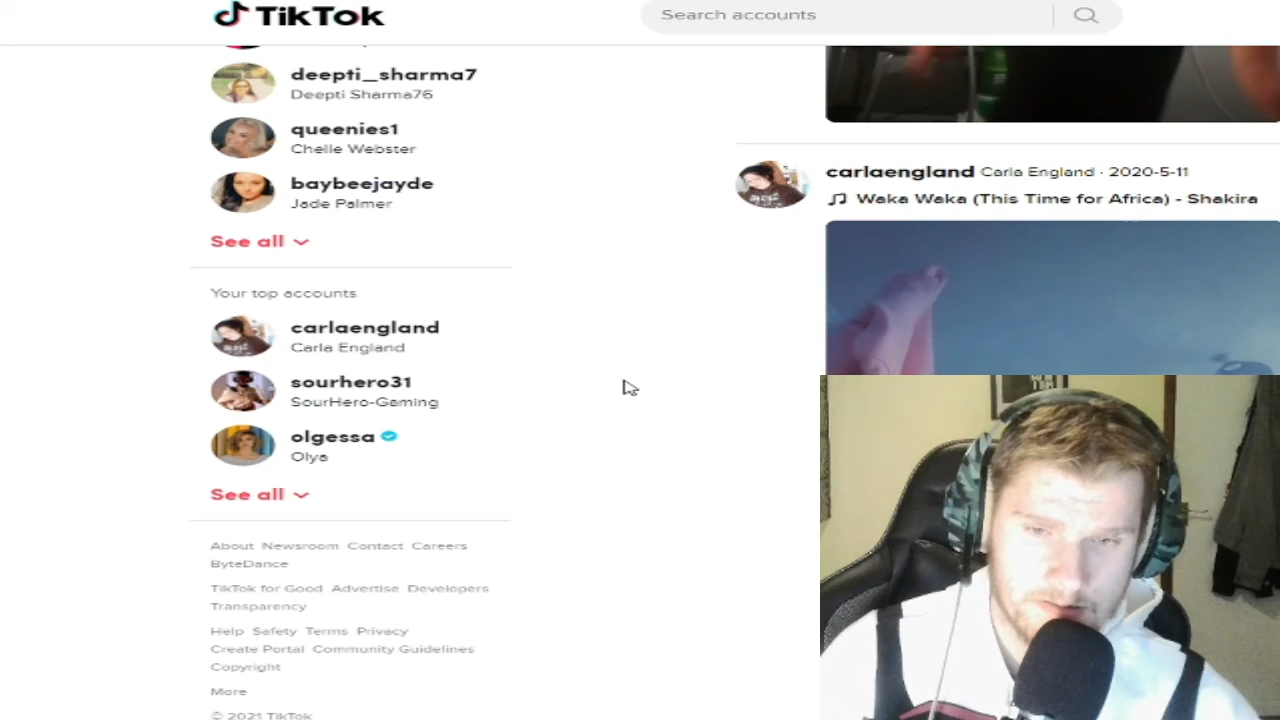 TikTok
Search accounts
deepti_sharma7
Deepti Sharma76
queenies1
Chelle Webster
baybeejayde
Jade Palmer
See all
Your top accounts
carlaengland
Carla England
sourhero31
SourHero-Gaming
olgessa
Olya
See all
About Newsroom Contact Careers
ByteDance
TikTok for Good Advertise Developers
Transparency
Help Safety Terms Privacy
Create Portal Community Guidelines
Copyright
More
© 2021 TikTok
carlaengland Carla England · 2020-5-11
Waka Waka (This Time for Africa) - Shakira